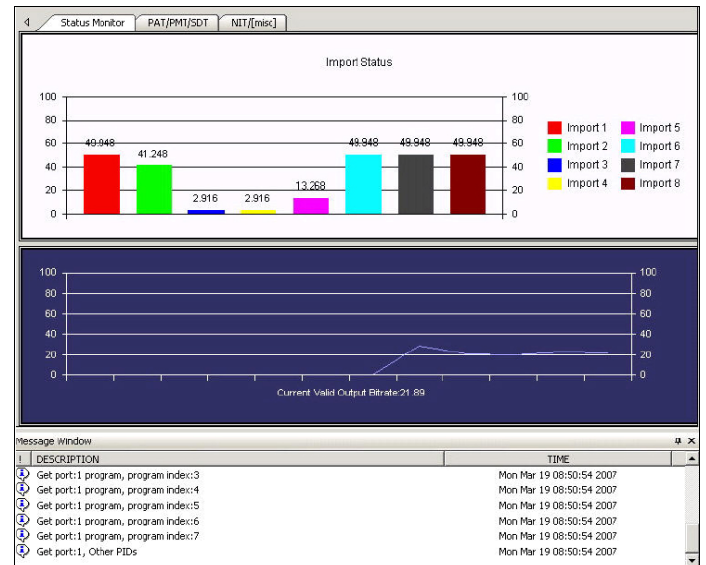 Status Monitor PAT/PMT/SDT NIT/[misc]
Import Status
100 100
80 80
60 60
40 40
20 20
0 0
49.948 41.248 2.916 2.916 13.268 49.948 49.948 49.948
Import 1 Import 5
Import 2 Import 6
Import 3 Import 7
Import 4 Import 8
100 100
80 80
60 60
40 40
20 20
0 0
Current Valid Output Bitrate:21.89
Message Window
! DESCRIPTION TIME
Get port:1 program, program index:3 Mon Mar 19 08:50:54 2007
Get port:1 program, program index:4 Mon Mar 19 08:50:54 2007
Get port:1 program, program index:5 Mon Mar 19 08:50:54 2007
Get port:1 program, program index:6 Mon Mar 19 08:50:54 2007
Get port:1 program, program index:7 Mon Mar 19 08:50:54 2007
Get port:1, Other PIDs Mon Mar 19 08:50:54 2007